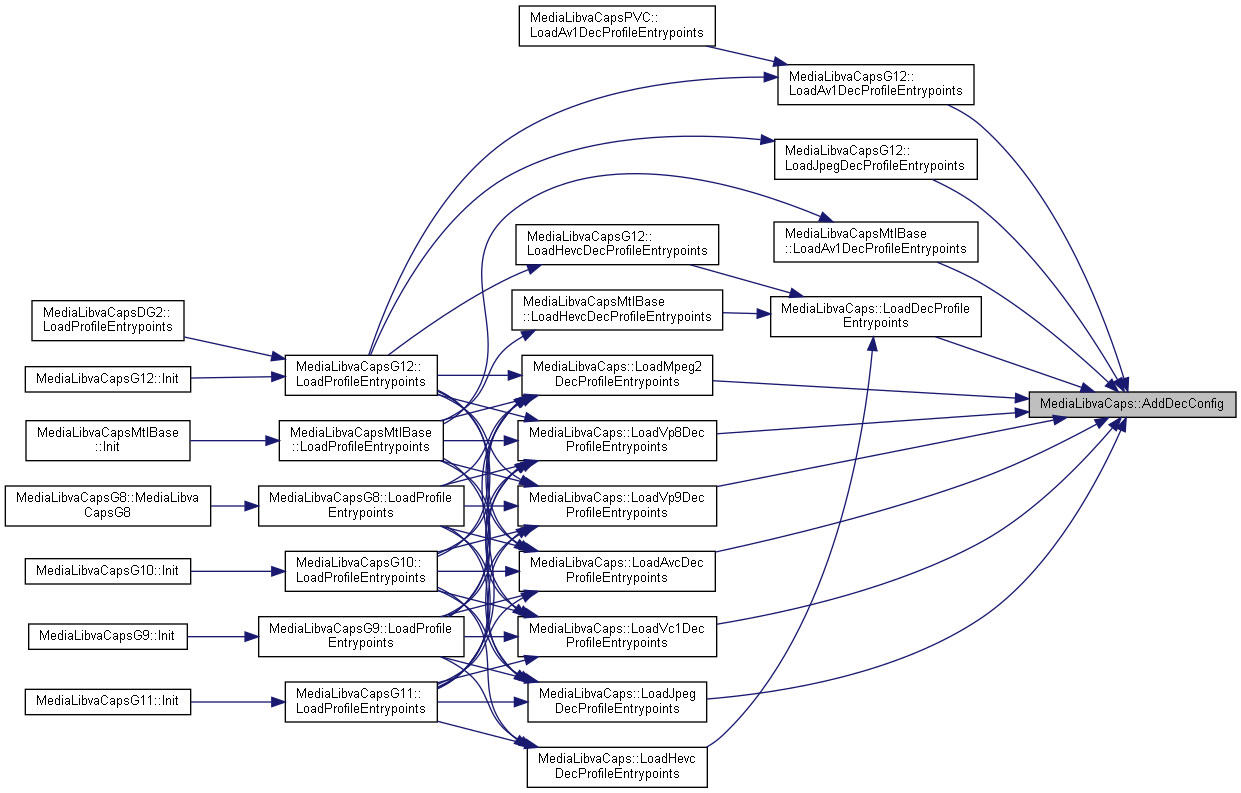 MediaLibvaCapsPVC::
LoadAv1DecProfileEntrypoints
MediaLibvaCapsG12::
LoadAv1DecProfileEntrypoints
MediaLibvaCapsG12::
LoadJpegDecProfileEntrypoints
MediaLibvaCapsMtlBase
::LoadAv1DecProfileEntrypoints
MediaLibvaCapsG12::
LoadHevcDecProfileEntrypoints
MediaLibvaCapsMtlBase
::LoadHevcDecProfileEntrypoints
MediaLibvaCaps::LoadDecProfile
Entrypoints
MediaLibvaCapsDG2::
LoadProfileEntrypoints
MediaLibvaCapsG12::Init
MediaLibvaCapsG12::
LoadProfileEntrypoints
MediaLibvaCaps::LoadMpeg2
DecProfileEntrypoints
MediaLibvaCaps::AddDecConfig
MediaLibvaCapsMtlBase
::Init
MediaLibvaCapsMtlBase
::LoadProfileEntrypoints
MediaLibvaCaps::LoadVp8Dec
ProfileEntrypoints
MediaLibvaCapsG8::MediaLibva
CapsG8
MediaLibvaCapsG8::LoadProfile
Entrypoints
MediaLibvaCaps::LoadVp9Dec
ProfileEntrypoints
MediaLibvaCapsG10::Init
MediaLibvaCapsG10::
LoadProfileEntrypoints
MediaLibvaCaps::LoadAvcDec
ProfileEntrypoints
MediaLibvaCapsG9::Init
MediaLibvaCapsG9::LoadProfile
Entrypoints
MediaLibvaCaps::LoadVc1Dec
ProfileEntrypoints
MediaLibvaCapsG11::Init
MediaLibvaCapsG11::
LoadProfileEntrypoints
MediaLibvaCaps::LoadJpeg
DecProfileEntrypoints
MediaLibvaCaps::LoadHevc
DecProfileEntrypoints